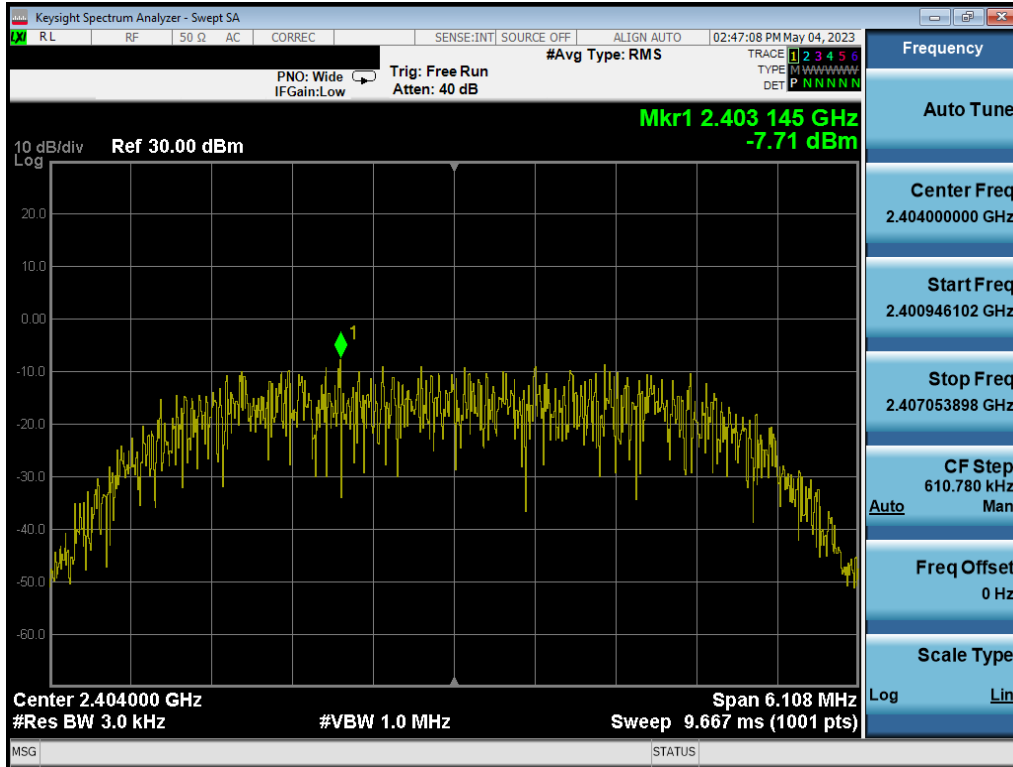 Keysight Spectrum Analyzer - Swept SA
LXI RL RF 50 Ω AC CORREC SENSE:INT SOURCE OFF ALIGN AUTO 02:47:08 PM May 04, 2023
#Avg Type: RMS TRACE 1 2 3 4 5 6
PNO: Wide Trig: Free Run TYPE M WWWWW
IFGain:Low Atten: 40 dB DET P N N N N N
Mkr1 2.403 145 GHz
-7.71 dBm
10 dB/div Ref 30.00 dBm
Log
1
20.0
10.0
0.00
-10.0
-20.0
-30.0
-40.0
-50.0
-60.0
Center 2.404000 GHz Span 6.108 MHz
#Res BW 3.0 kHz #VBW 1.0 MHz Sweep 9.667 ms (1001 pts)
MSG STATUS
Frequency
Auto Tune
Center Freq
2.404000000 GHz
Start Freq
2.400946102 GHz
Stop Freq
2.407053898 GHz
CF Step
610.780 kHz
Auto Man
Freq Offset
0 Hz
Scale Type
Log Lin